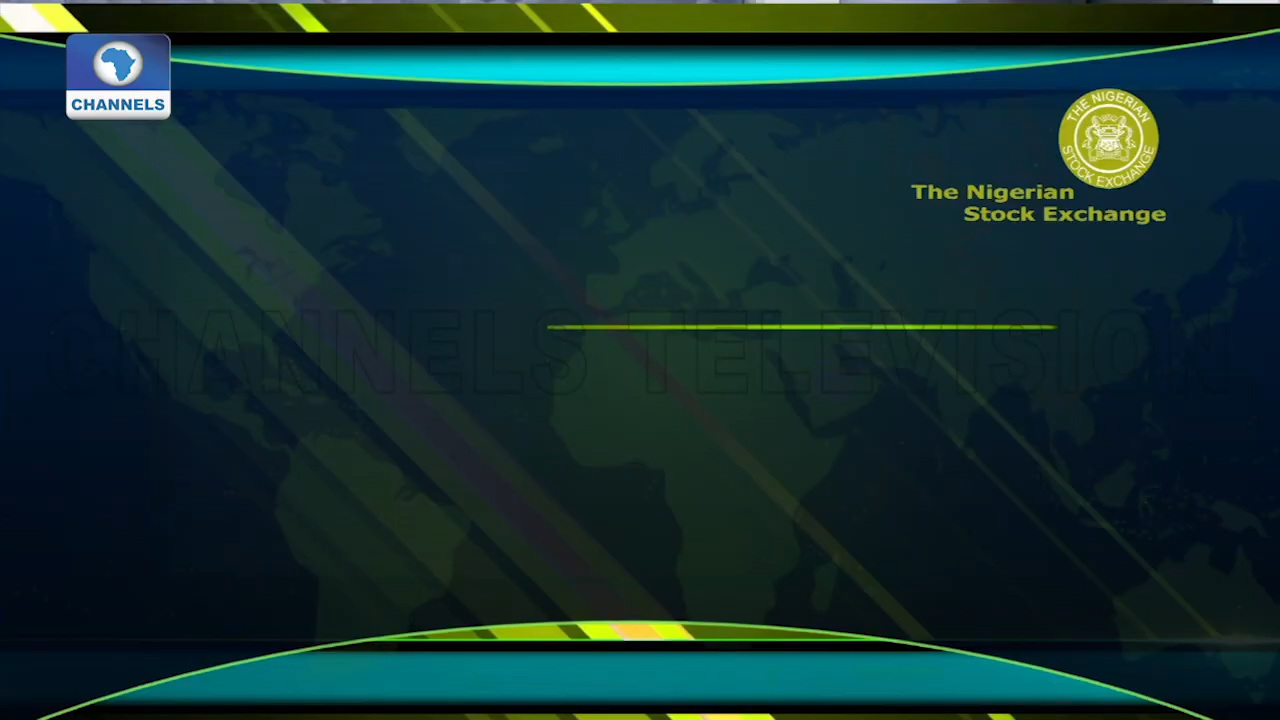 CHANNELS
THE NIGERIAN
STOCK EXCHANGE
The Nigerian
Stock Exchange
CHANNELS TELEVISION